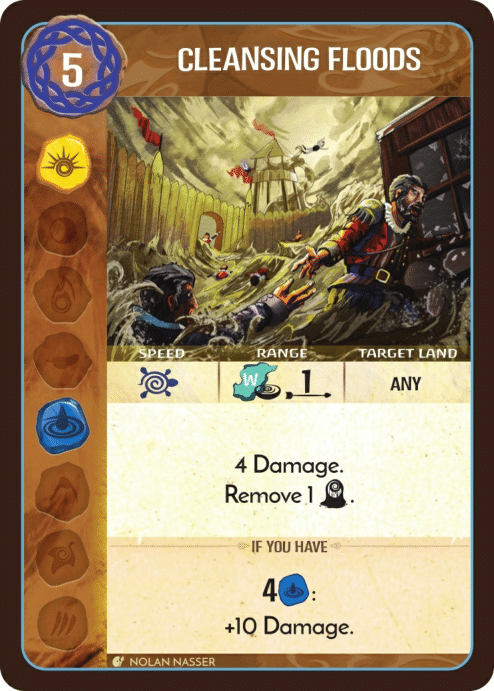 5
CLEANSING FLOODS
SPEED RANGE TARGET LAND
W , 1 ANY
4 Damage.
Remove 1 .
IF YOU HAVE
4 :
+10 Damage.
NOLAN NASSER